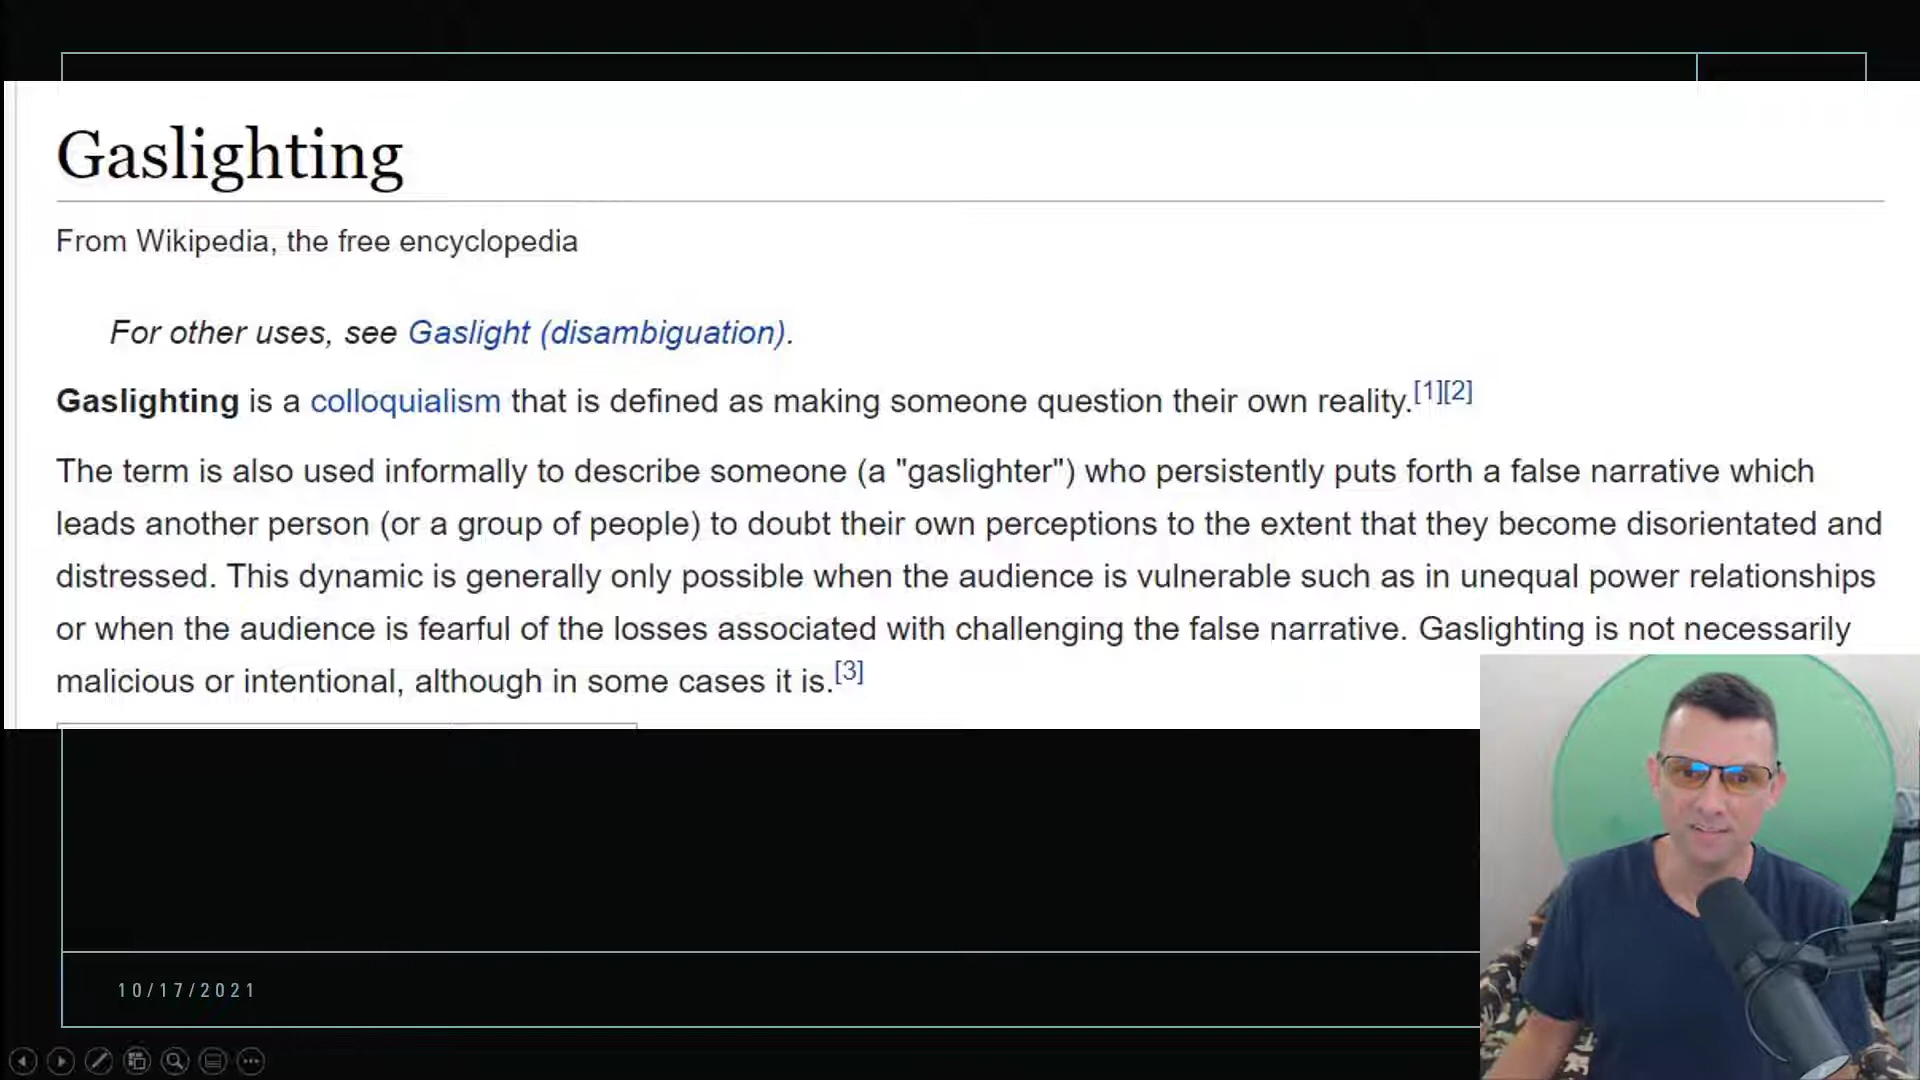 Gaslighting
From Wikipedia, the free encyclopedia
For other uses, see Gaslight (disambiguation).
Gaslighting is a colloquialism that is defined as making someone question their own reality.[1][2]
The term is also used informally to describe someone (a "gaslighter") who persistently puts forth a false narrative which
leads another person (or a group of people) to doubt their own perceptions to the extent that they become disorientated and
distressed. This dynamic is generally only possible when the audience is vulnerable such as in unequal power relationships
or when the audience is fearful of the losses associated with challenging the false narrative. Gaslighting is not necessarily
malicious or intentional, although in some cases it is.[3]
10/17/2021